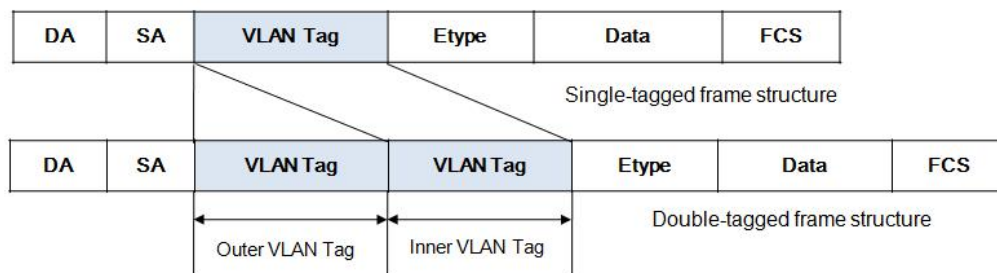 DA SA VLAN Tag Etype Data FCS
Single-tagged frame structure
DA SA VLAN Tag VLAN Tag Etype Data FCS
Double-tagged frame structure
Outer VLAN Tag Inner VLAN Tag